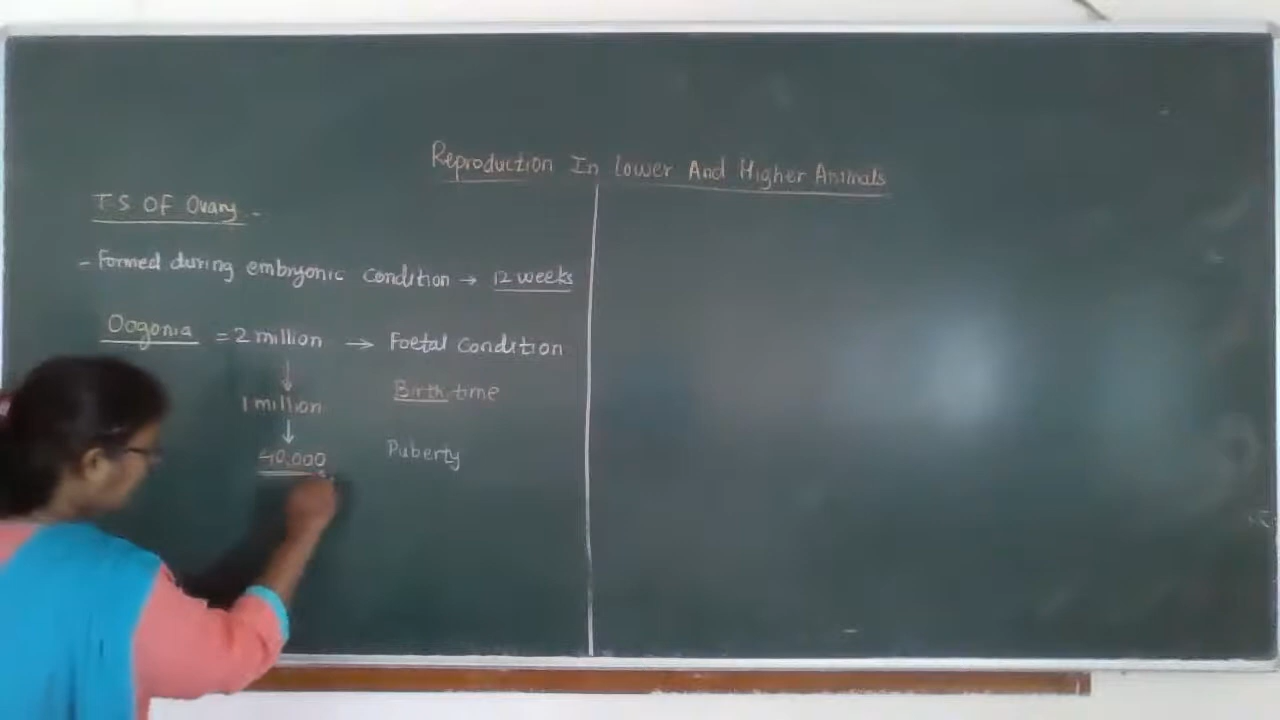 Reproduction In Lower And Higher Animals
T S OF Ovary -
- Formed during embryonic condition → 12 weeks
Oogonia = 2 million → Foetal Condition
↓
1 million Birth time
↓
40,000 Puberty